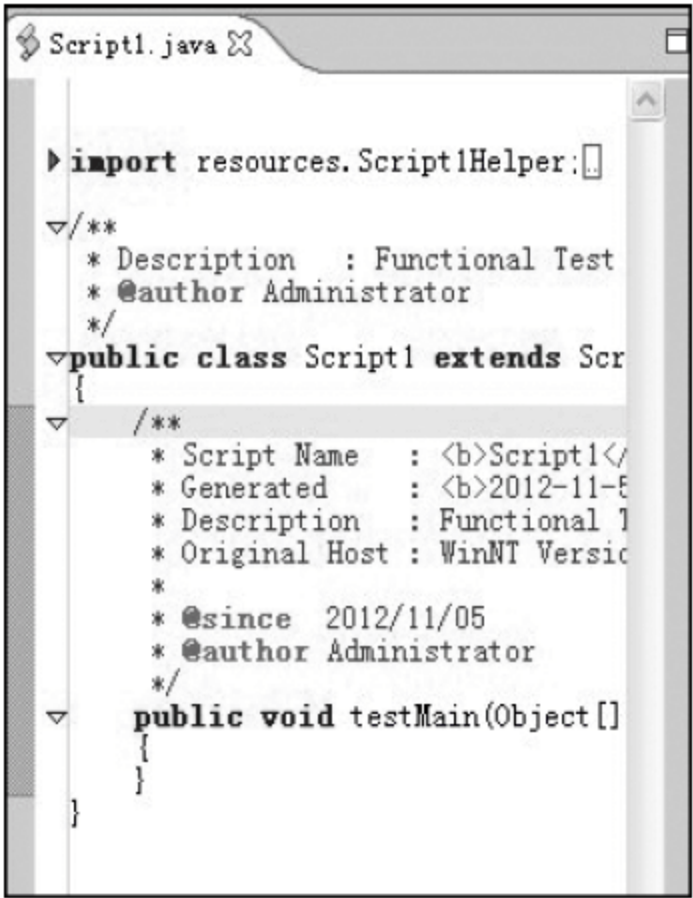 Script1.java
import resources.Script1Helper;
/**
* Description : Functional Test
* @author Administrator
*/
public class Script1 extends Scr
{
/**
* Script Name : <b>Script1</
* Generated : <b>2012-11-5
* Description : Functional T
* Original Host : WinNT Versio
*
* @since 2012/11/05
* @author Administrator
*/
public void testMain(Object[]
{
}
}